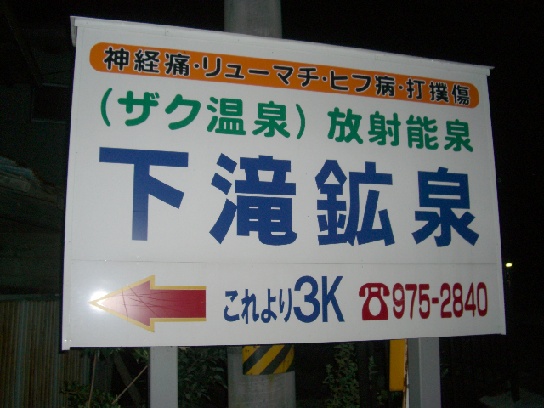 神経痛・リューマチ・ヒフ病・打撲傷
(ザク温泉) 放射能泉
下滝鉱泉
これより3K ☎975-2840